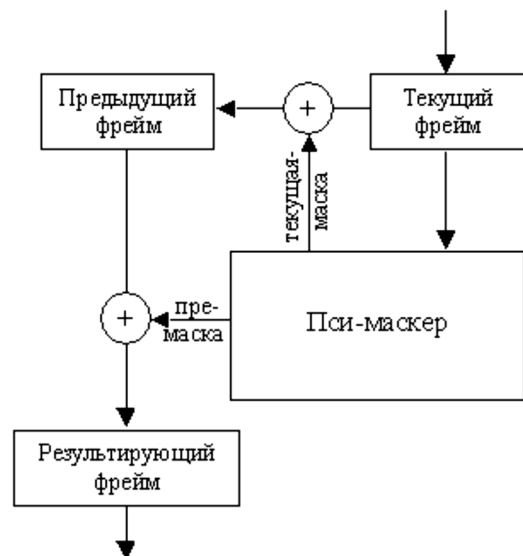 Предыдущий
фрейм
+
Текущий
фрейм
текущая-
маска
Пси-маскер
+
пре-
маска
Результирующий
фрейм